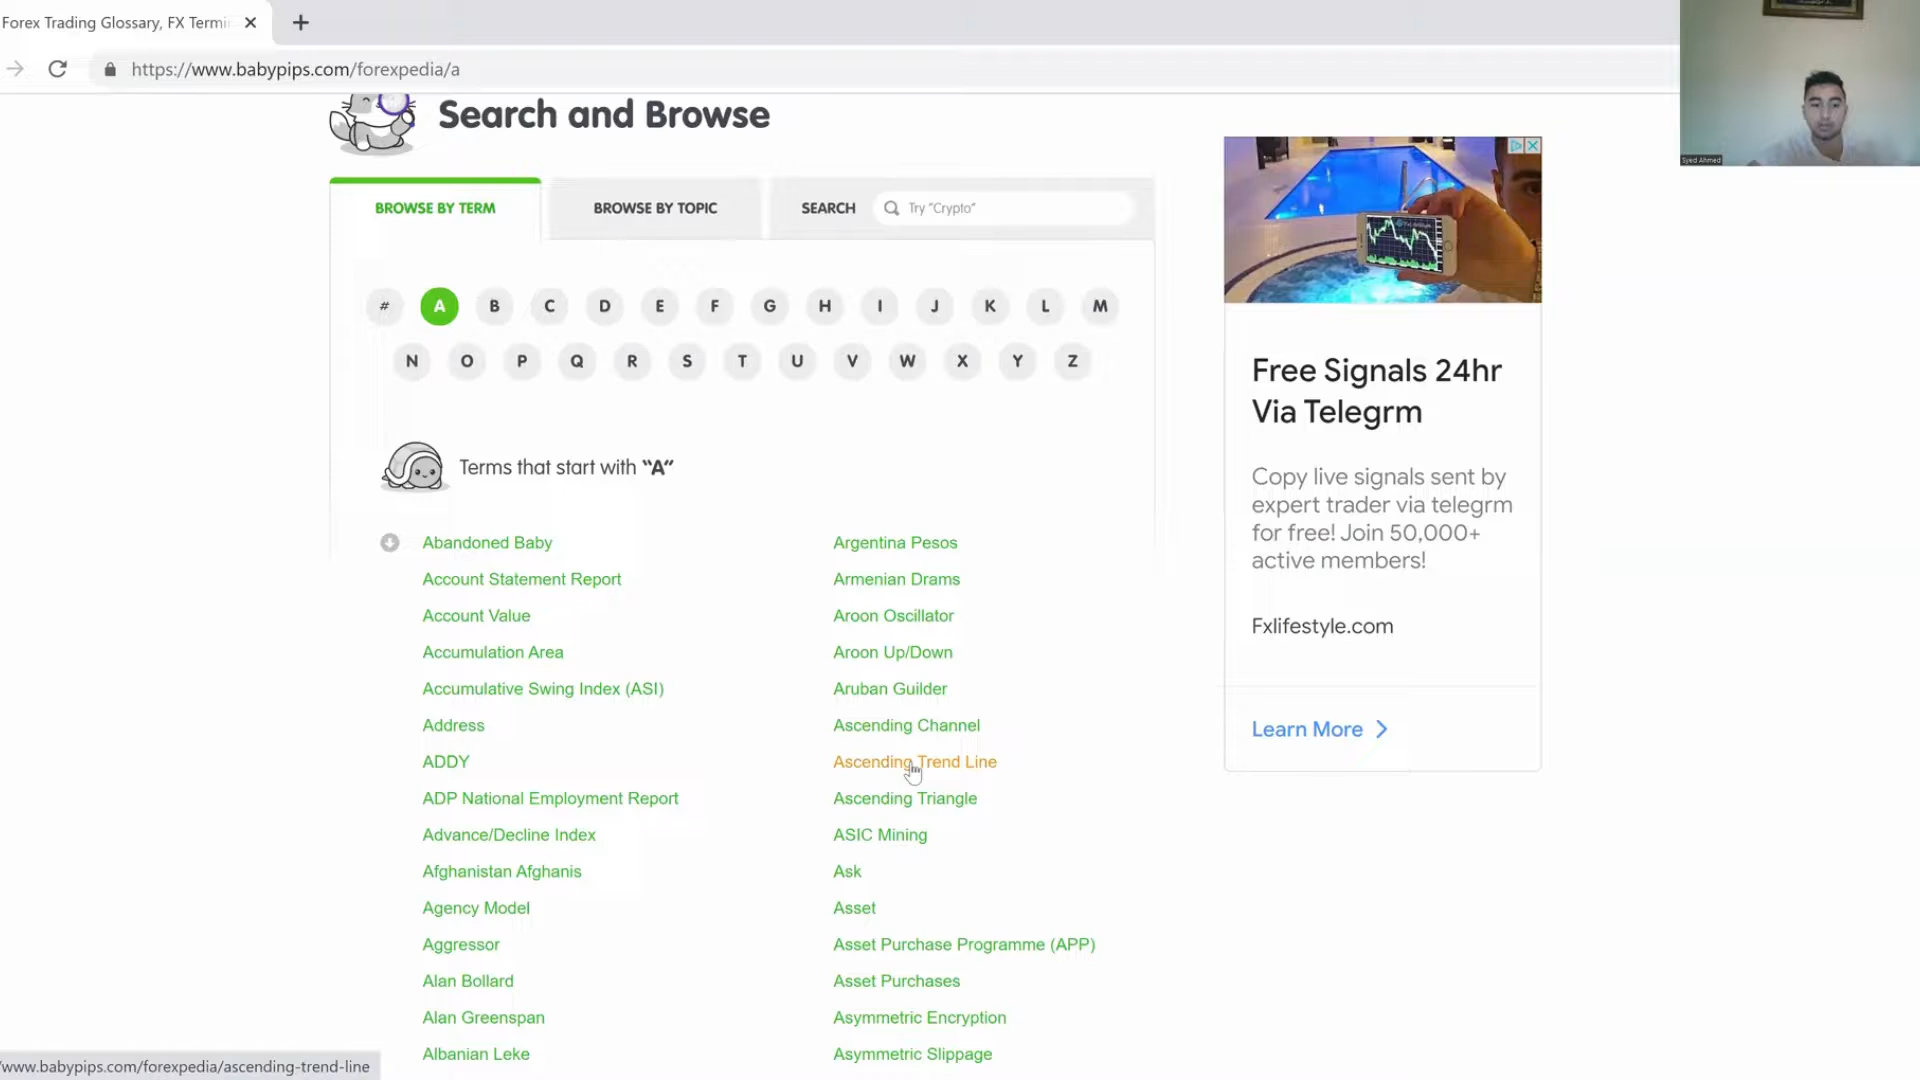 Forex Trading Glossary, FX Termi
https://www.babypips.com/forexpedia/a
Syed Ahmed
Search and Browse
BROWSE BY TERM
BROWSE BY TOPIC
SEARCH
Try "Crypto"
# A B C D E F G H I J K L M
N O P Q R S T U V W X Y Z
Terms that start with "A"
Abandoned Baby
Account Statement Report
Account Value
Accumulation Area
Accumulative Swing Index (ASI)
Address
ADDY
ADP National Employment Report
Advance/Decline Index
Afghanistan Afghanis
Agency Model
Aggressor
Alan Bollard
Alan Greenspan
Albanian Leke
Argentina Pesos
Armenian Drams
Aroon Oscillator
Aroon Up/Down
Aruban Guilder
Ascending Channel
Ascending Trend Line
Ascending Triangle
ASIC Mining
Ask
Asset
Asset Purchase Programme (APP)
Asset Purchases
Asymmetric Encryption
Asymmetric Slippage
Free Signals 24hr
Via Telegrm
Copy live signals sent by
expert trader via telegrm
for free! Join 50,000+
active members!
Fxlifestyle.com
Learn More
/www.babypips.com/forexpedia/ascending-trend-line